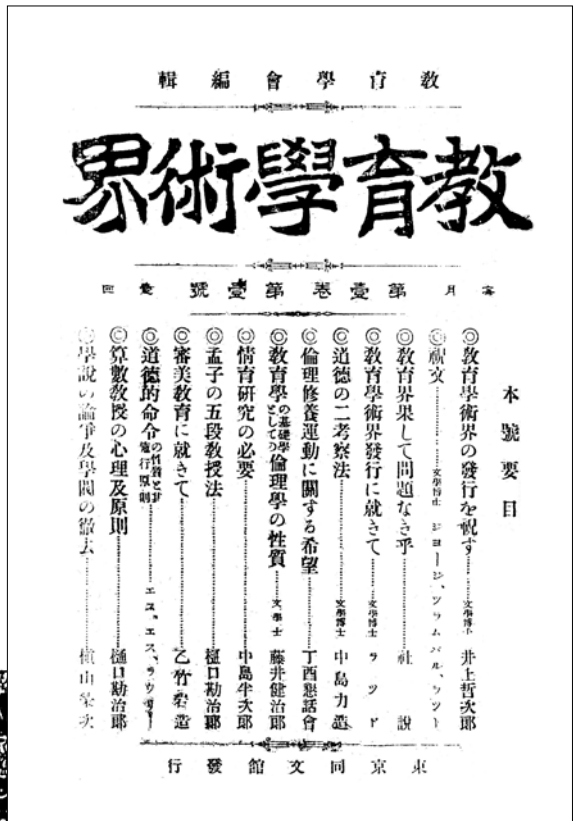 教育學會編輯
教育學術界
每月 第壹卷第壹號 壹回
本號要目
◎教育學術界の發行を祝す………文學博士 井上哲次郎
◎祝文………文學博士 ジョージ、ツラムバル、ラッド
◎教育界果して問題なき乎………社說
◎教育學術界發行に就きて………文學博士 ラッド
◎道德の二考察法………文學博士 中島力造
◎倫理修養運動に關する希望………丁酉懇話會
◎教育學の基礎學としての倫理學の性質………文學士 藤井健治郎
◎情育研究の必要………中島半次郎
◎孟子の五段教授法………樋口勘治郎
◎審美教育に就きて………乙竹岩造
◎道德的命令の性質と其施行原則………エス、エス、ラウリー
◎算數教授の心理及原則………樋口勘治郎
◎學說の論爭及學閥の撤去………橫山榮次
東京同文館發行